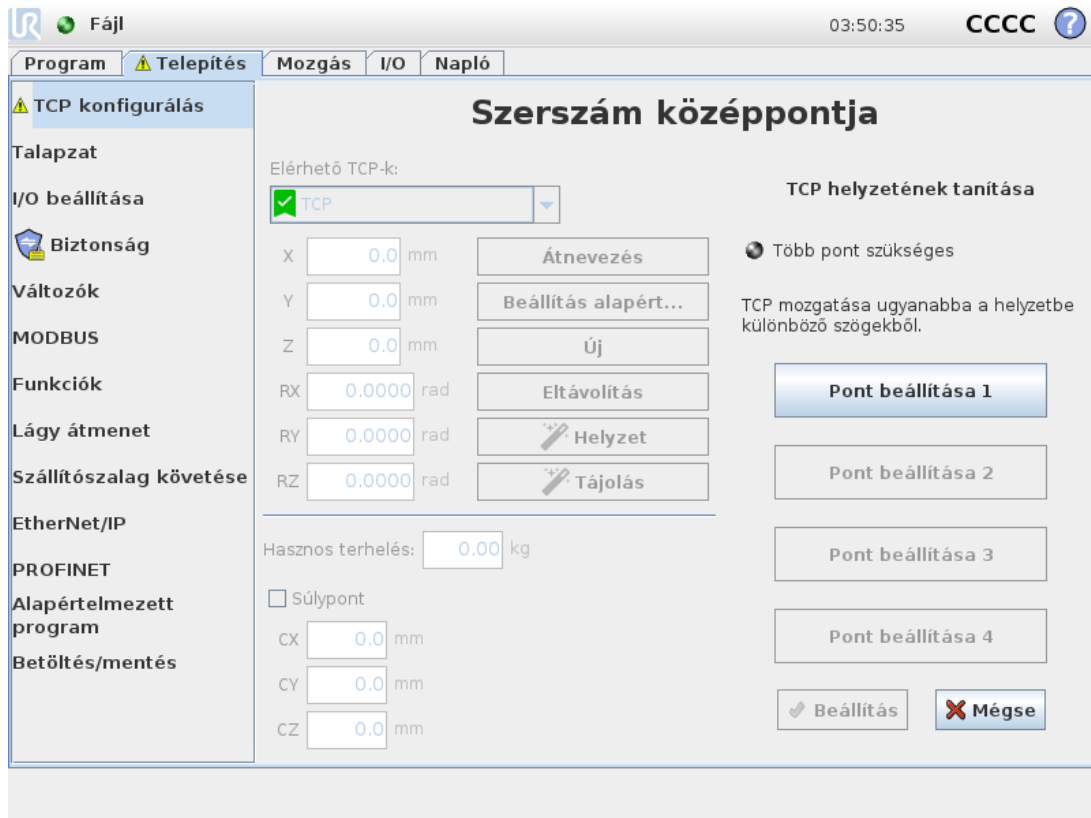 UR Fájl 03:50:35 CCCC ?
Program Telepítés Mozgás I/O Napló
TCP konfigurálás
Talapzat
I/O beállítása
Biztonság
Változók
MODBUS
Funkciók
Lágy átmenet
Szállítószalag követése
EtherNet/IP
PROFINET
Alapértelmezett
program
Betöltés/mentés
Szerszám középpontja
Elérhető TCP-k:
TCP
X 0.0 mm Átnevezés
Y 0.0 mm Beállítás alapért...
Z 0.0 mm Új
RX 0.0000 rad Eltávolítás
RY 0.0000 rad Helyzet
RZ 0.0000 rad Tájolás
Hasznos terhelés: 0.00 kg
Súlypont
CX 0.0 mm
CY 0.0 mm
CZ 0.0 mm
TCP helyzetének tanítása
Több pont szükséges
TCP mozgatása ugyanabba a helyzetbe
különböző szögekből.
Pont beállítása 1
Pont beállítása 2
Pont beállítása 3
Pont beállítása 4
Beállítás Mégse